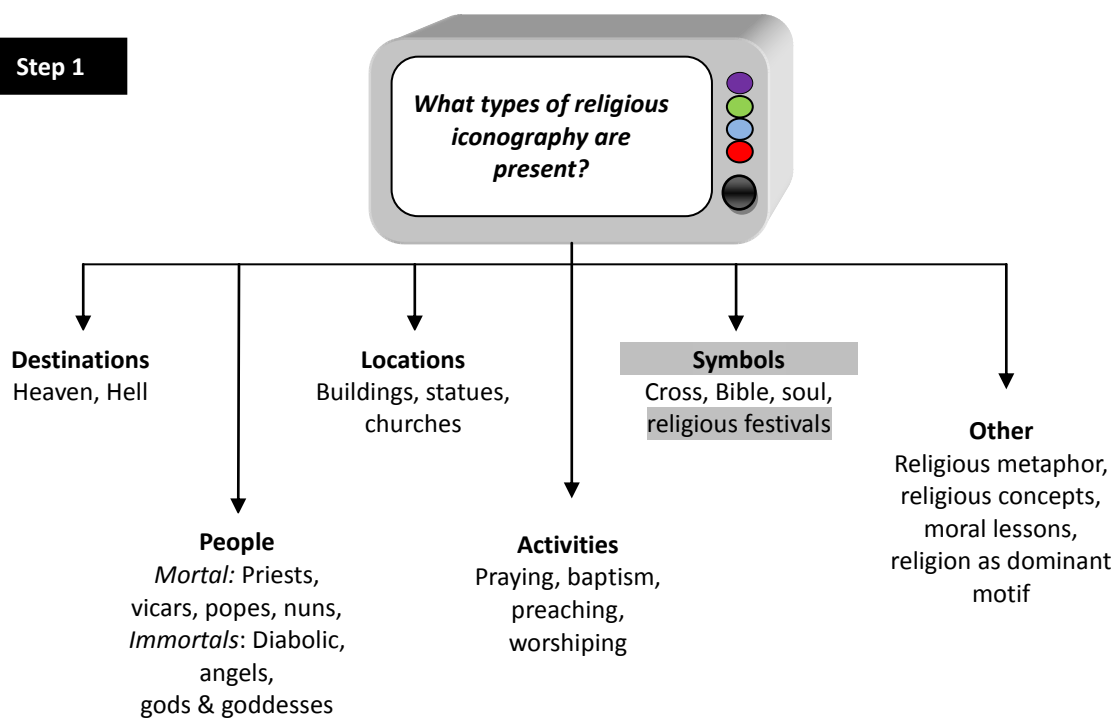 Step 1
What types of religious
iconography are
present?
Destinations
Heaven, Hell
Locations
Buildings, statues,
churches
Symbols
Cross, Bible, soul,
religious festivals
Other
Religious metaphor,
religious concepts,
moral lessons,
religion as dominant
motif
People
Mortal: Priests,
vicars, popes, nuns,
Immortals: Diabolic,
angels,
gods & goddesses
Activities
Praying, baptism,
preaching,
worshiping